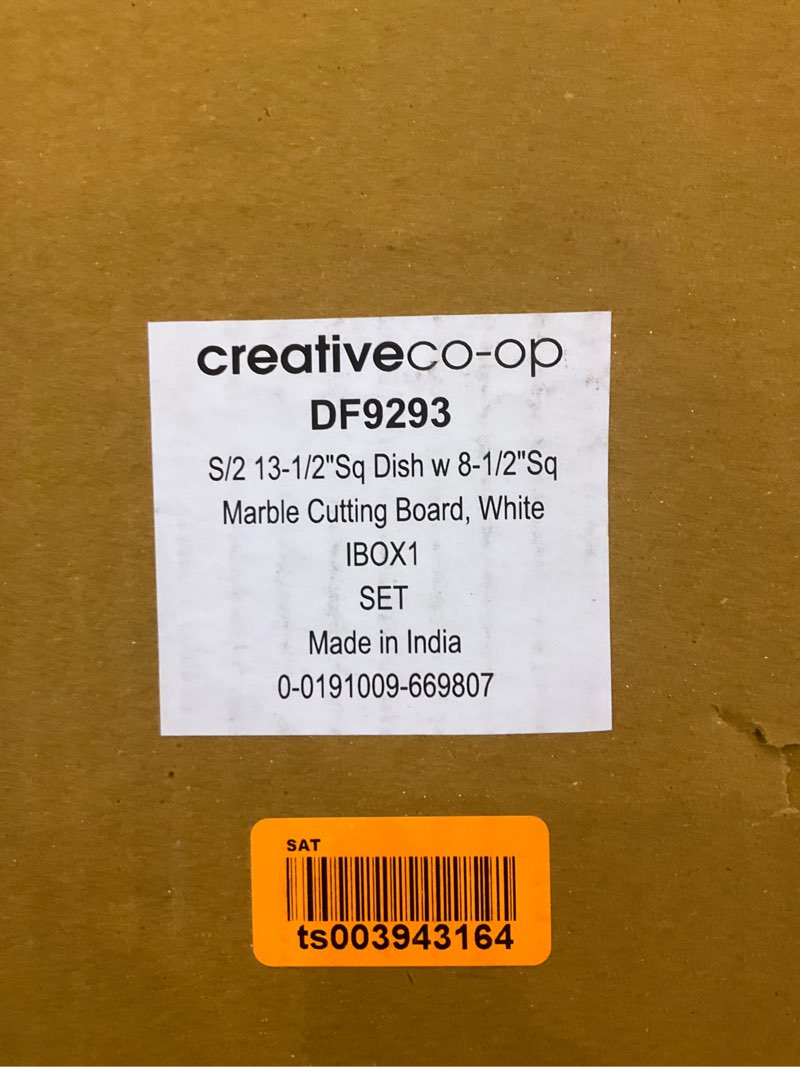 creativeco-op
DF9293
S/2 13-1/2"Sq Dish w 8-1/2"Sq
Marble Cutting Board, White
IBOX1
SET
Made in India
0-0191009-669807
SAT
ts003943164